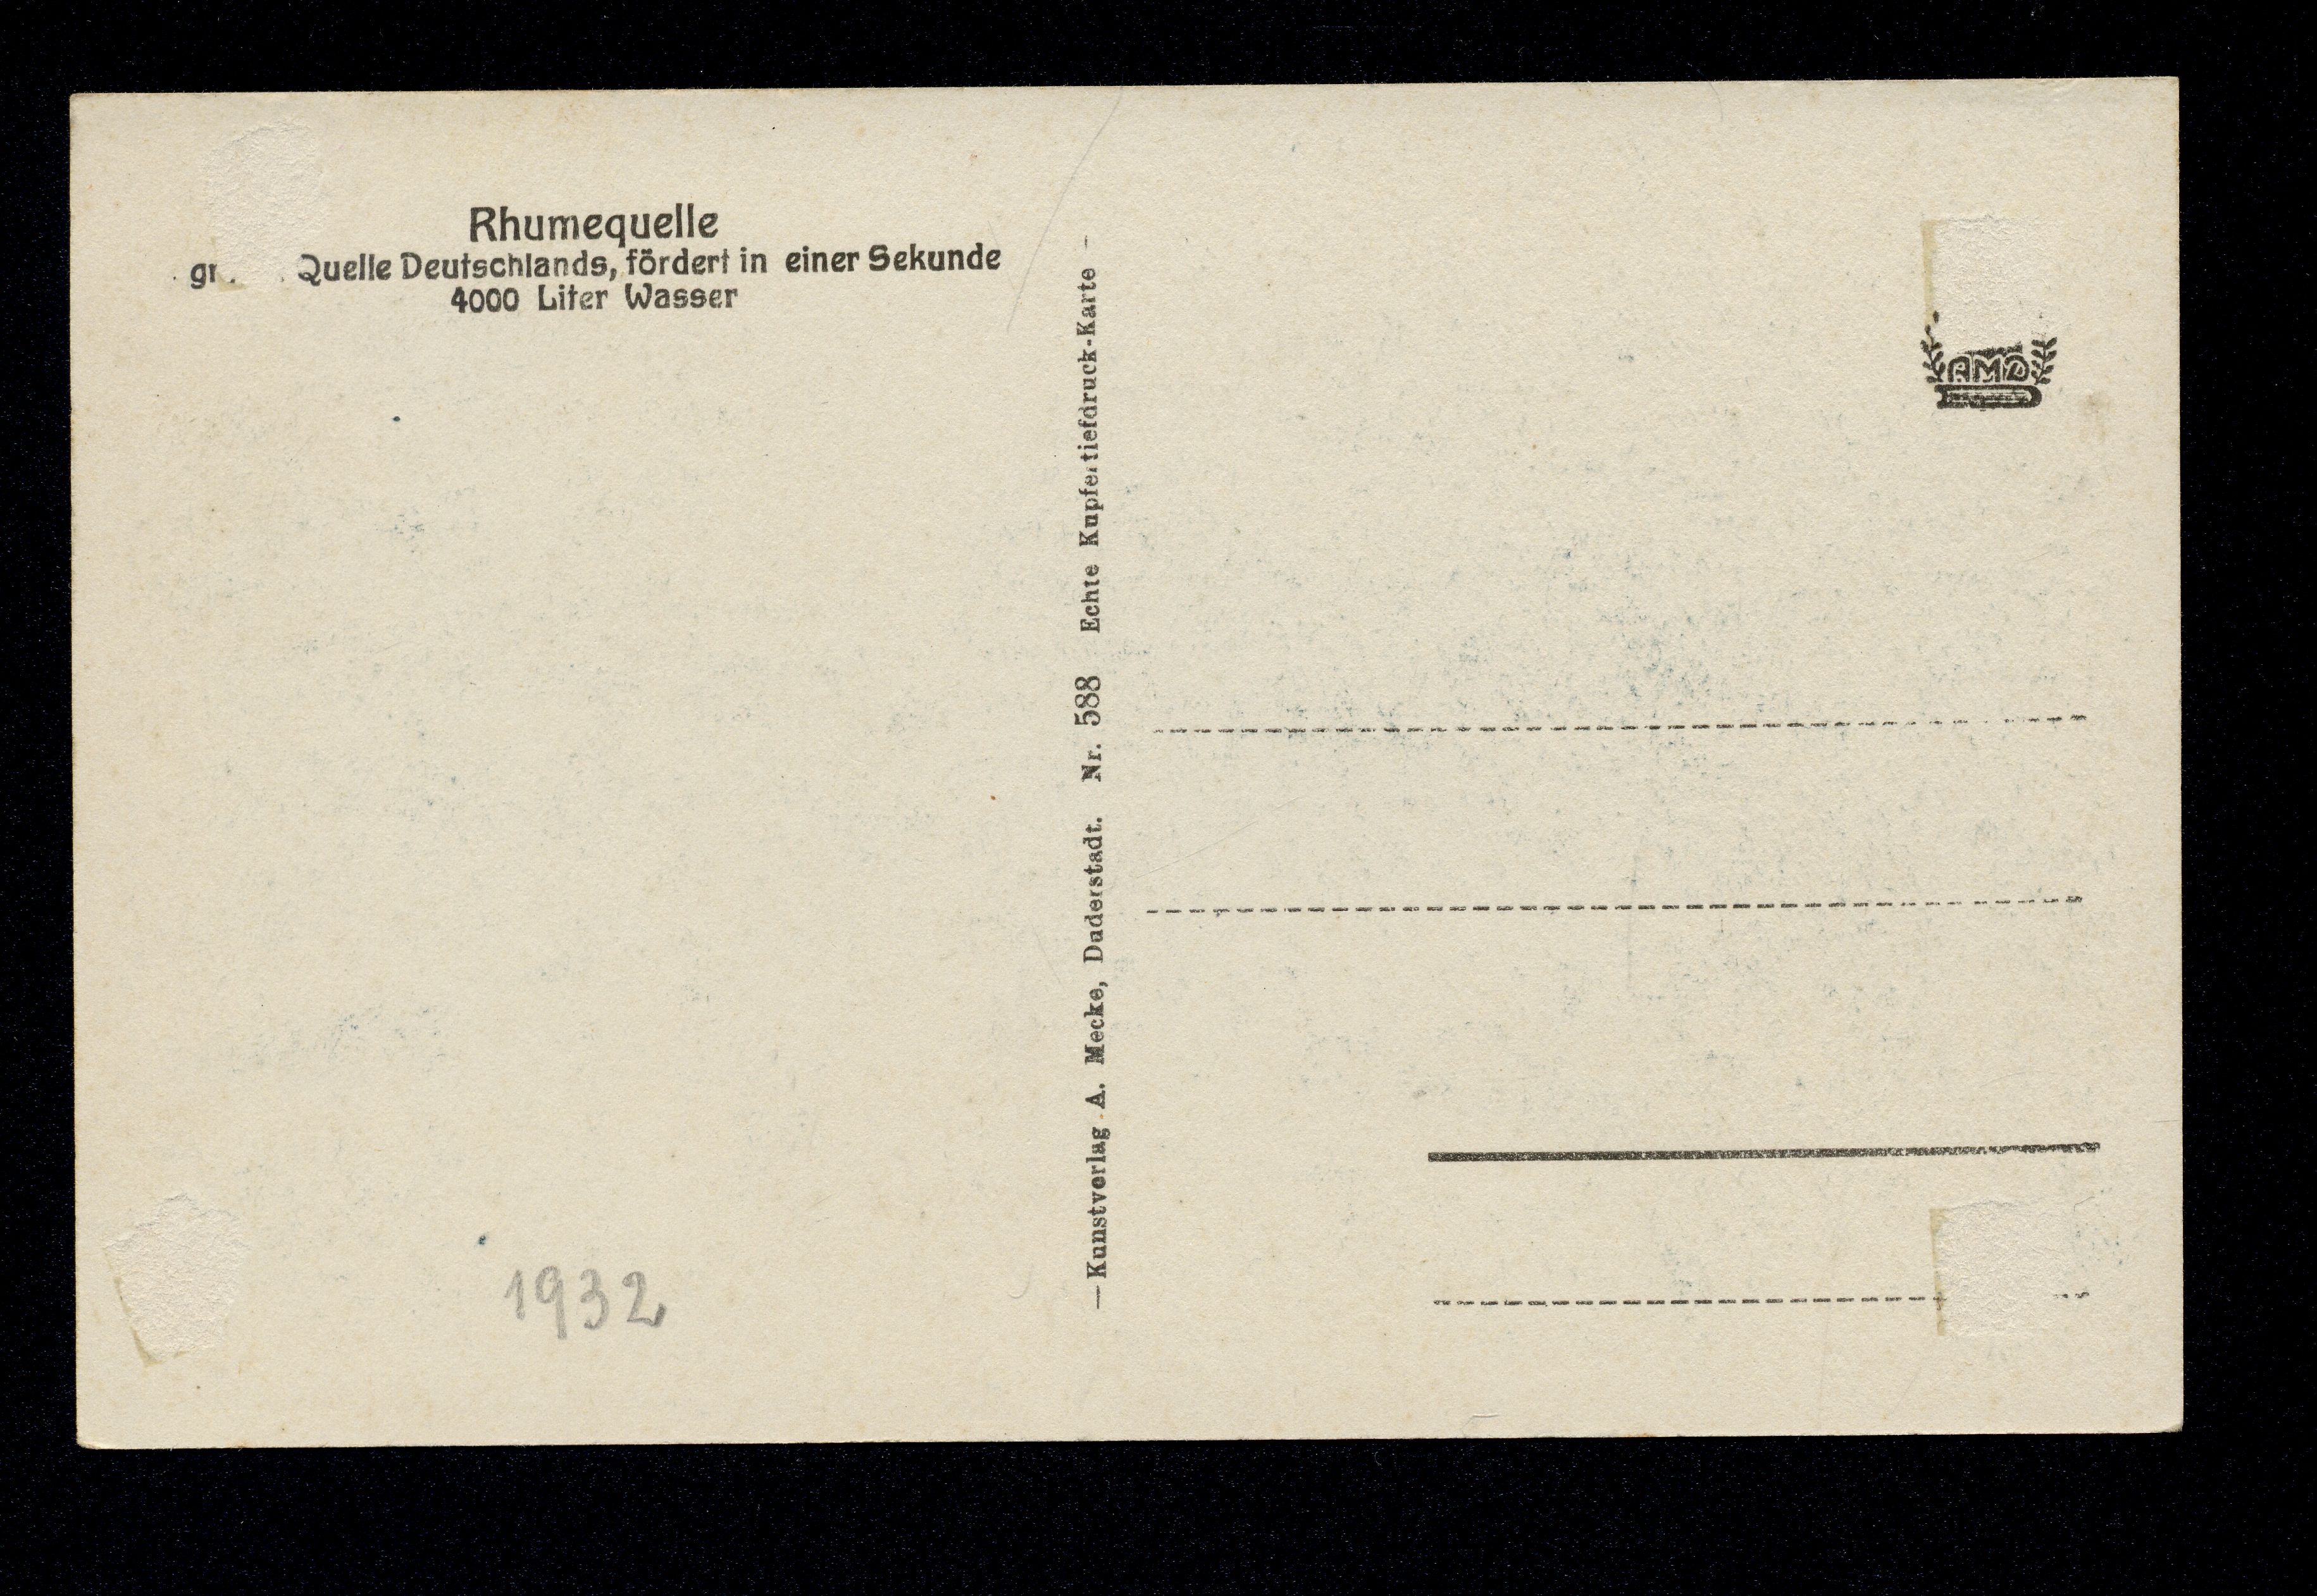 Rhumequelle
Quelle Deutschlands, fördert in einer Sekunde
4000 Liter Wasser
— Kunstverlag A. Mecke, Duderstadt. Nr. 588 Echte Kupfertiefdruck-Karte —
AMD
1932